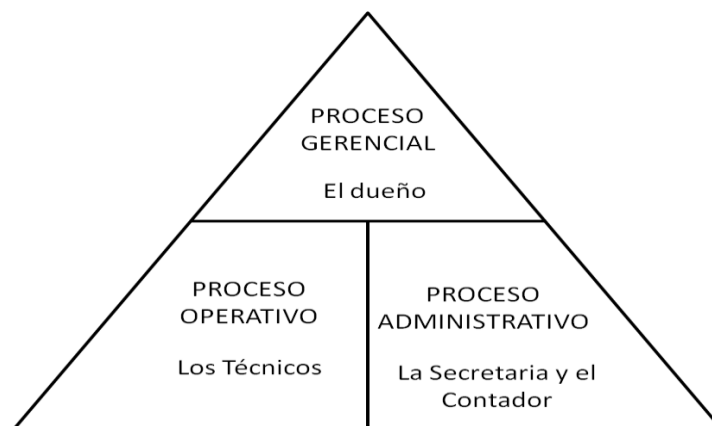 PROCESO
GERENCIAL
El dueño
PROCESO
OPERATIVO
Los Técnicos
PROCESO
ADMINISTRATIVO
La Secretaria y el
Contador